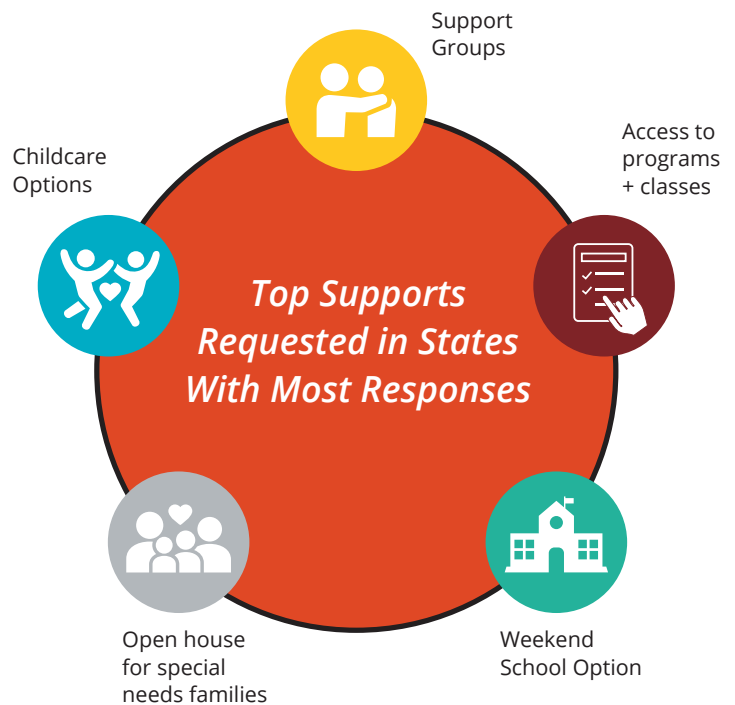 Support
Groups
Access to
programs
+ classes
Childcare
Options
Top Supports
Requested in States
With Most Responses
Open house
for special
needs families
Weekend
School Option